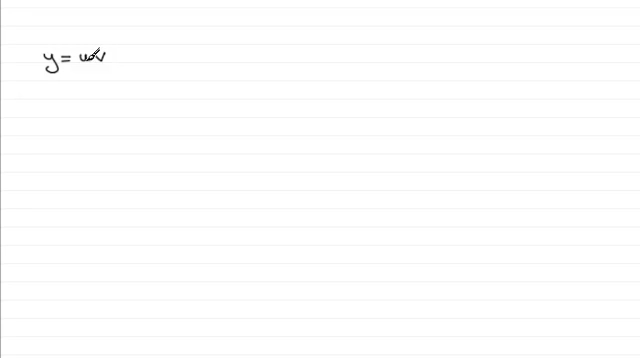 y = uv